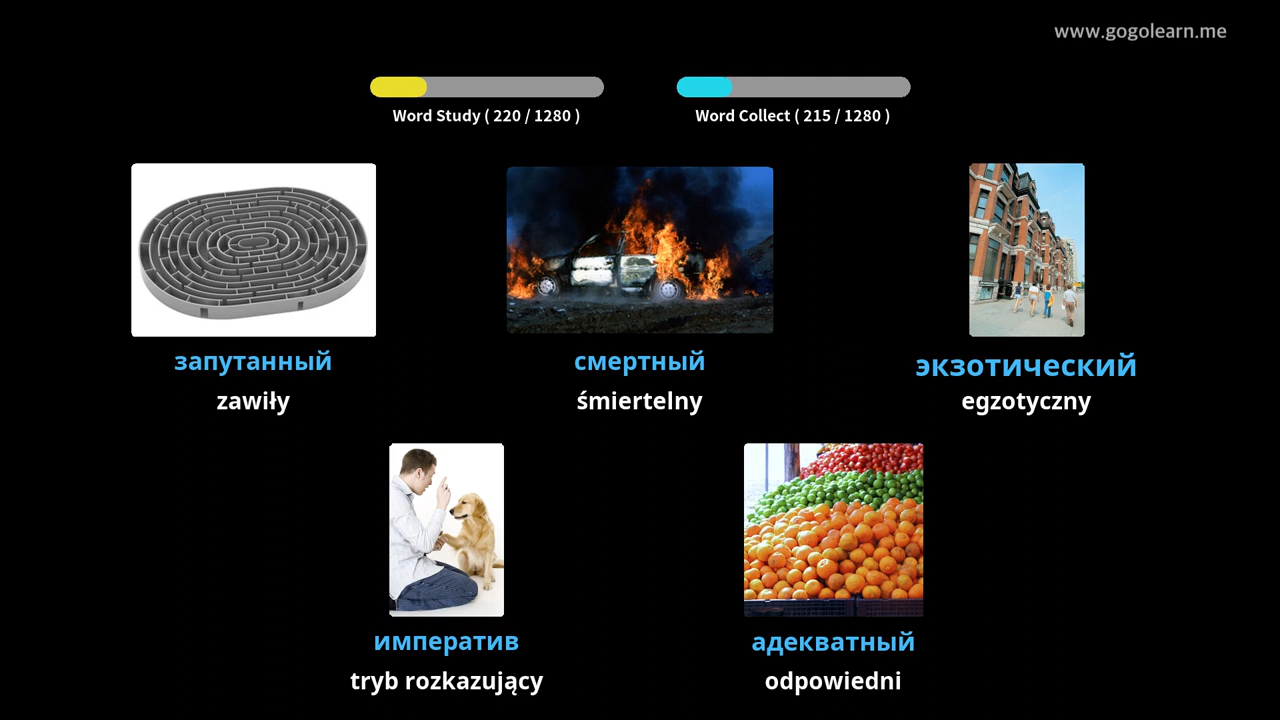 www.gogolearn.me
Word Study ( 220 / 1280 )
Word Collect ( 215 / 1280 )
запутанный
смертный
экзотический
zawiły
śmiertelny
egzotyczny
императив
адекватный
tryb rozkazujący
odpowiedni